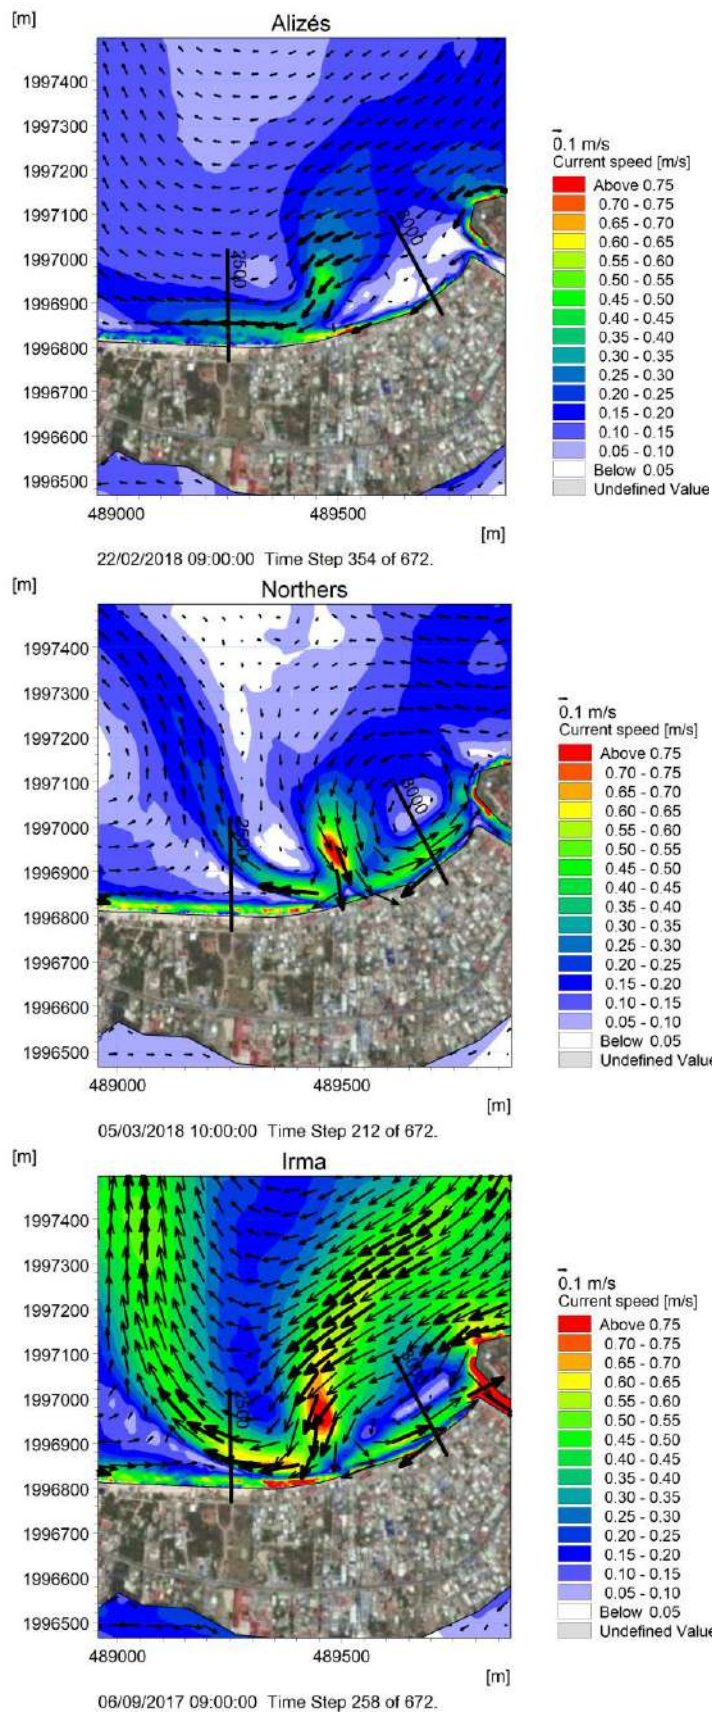 [m]
Alizés
1997400
1997300
1997200
1997100
1997000
1996900
1996800
1996700
1996600
1996500
2500
3000
489000
489500
[m]
22/02/2018 09:00:00 Time Step 354 of 672.
0.1 m/s
Current speed [m/s]
Above 0.75
0.70 - 0.75
0.65 - 0.70
0.60 - 0.65
0.55 - 0.60
0.50 - 0.55
0.45 - 0.50
0.40 - 0.45
0.35 - 0.40
0.30 - 0.35
0.25 - 0.30
0.20 - 0.25
0.15 - 0.20
0.10 - 0.15
0.05 - 0.10
Below 0.05
Undefined Value
[m]
Northers
1997400
1997300
1997200
1997100
1997000
1996900
1996800
1996700
1996600
1996500
2500
3000
489000
489500
[m]
05/03/2018 10:00:00 Time Step 212 of 672.
0.1 m/s
Current speed [m/s]
Above 0.75
0.70 - 0.75
0.65 - 0.70
0.60 - 0.65
0.55 - 0.60
0.50 - 0.55
0.45 - 0.50
0.40 - 0.45
0.35 - 0.40
0.30 - 0.35
0.25 - 0.30
0.20 - 0.25
0.15 - 0.20
0.10 - 0.15
0.05 - 0.10
Below 0.05
Undefined Value
[m]
Irma
1997400
1997300
1997200
1997100
1997000
1996900
1996800
1996700
1996600
1996500
2500
489000
489500
[m]
06/09/2017 09:00:00 Time Step 258 of 672.
0.1 m/s
Current speed [m/s]
Above 0.75
0.70 - 0.75
0.65 - 0.70
0.60 - 0.65
0.55 - 0.60
0.50 - 0.55
0.45 - 0.50
0.40 - 0.45
0.35 - 0.40
0.30 - 0.35
0.25 - 0.30
0.20 - 0.25
0.15 - 0.20
0.10 - 0.15
0.05 - 0.10
Below 0.05
Undefined Value